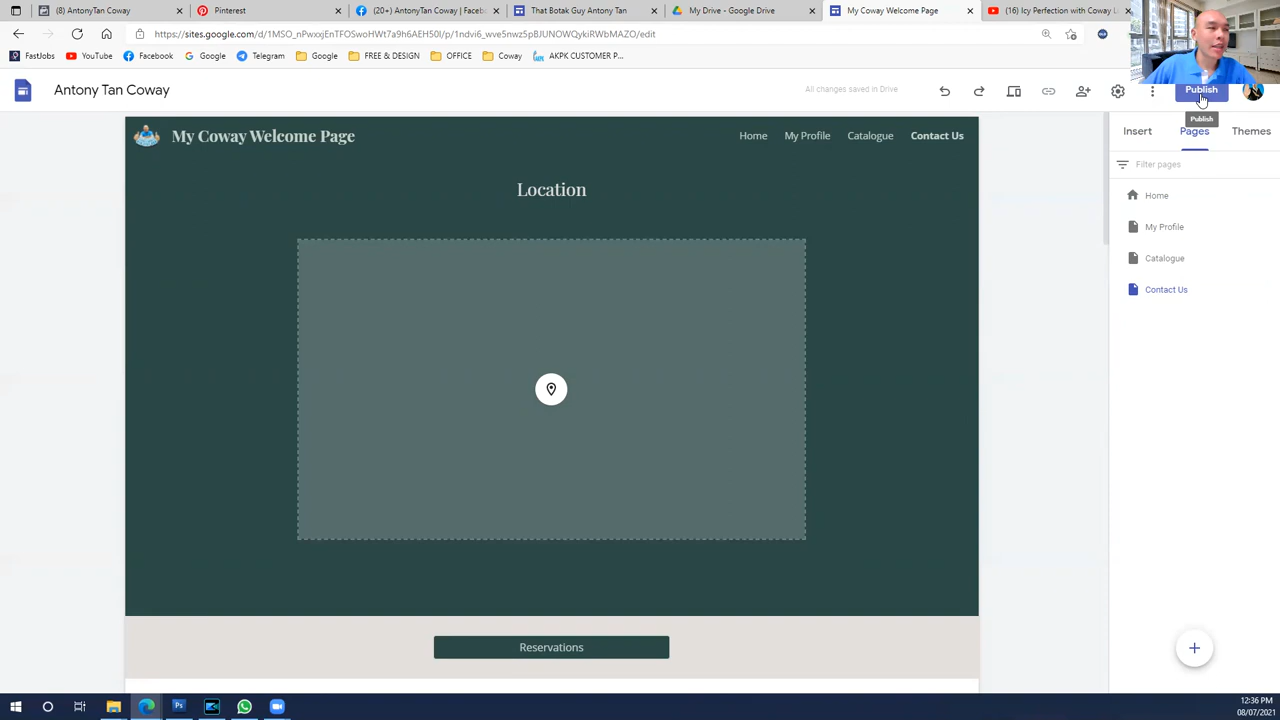 (8) AntonyTan Coway
Pinterest
(20+) AntonyTan Coway | Facebo
That Botak Guy Antony Tan
My Drive - Google Drive
My Coway Welcome Page
(16) Icy Perfection with Coway
https://sites.google.com/d/1MSO_nPwxxjEnTFOSwoHWt7a9h6AEH50I/p/1ndvi6_wve5nwz5pBJUNOWQykiRWbMAZO/edit
FastJobs
YouTube
Facebook
Google
Telegram
Google
FREE & DESIGN
OFFICE
Coway
AKPK CUSTOMER P...
Antony Tan Coway
All changes saved in Drive
Publish
Publish
My Coway Welcome Page
Home
My Profile
Catalogue
Contact Us
Insert
Pages
Themes
Filter pages
Location
Home
My Profile
Catalogue
Contact Us
Reservations
12:36 PM
08/07/2021